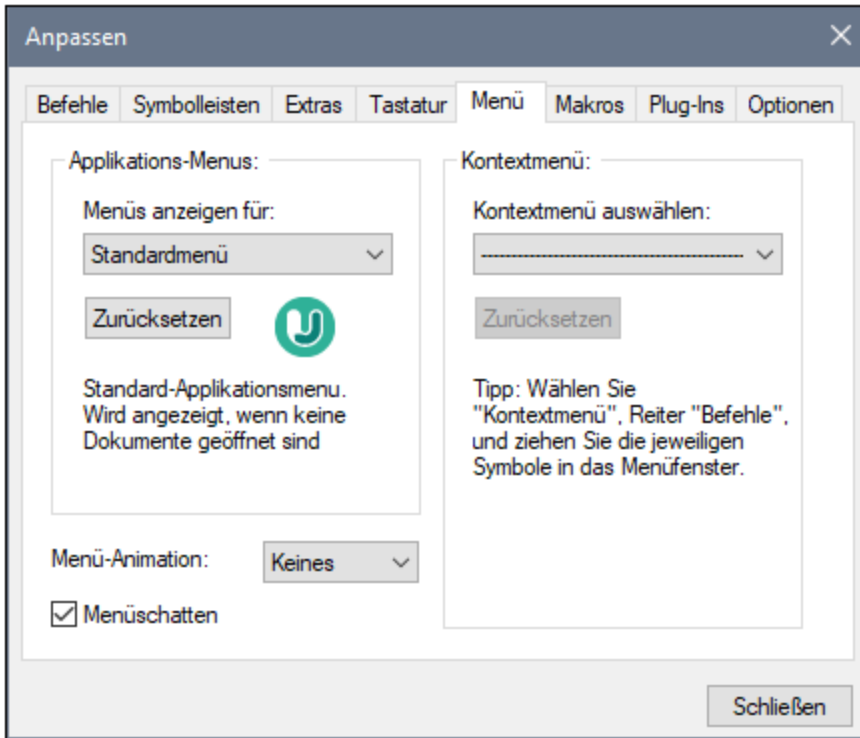 Anpassen
Befehle Symbolleisten Extras Tastatur Menü Makros Plug-Ins Optionen
Applikations-Menus:
Menüs anzeigen für:
Standardmenü
Zurücksetzen
Standard-Applikationsmenu.
Wird angezeigt, wenn keine
Dokumente geöffnet sind
Menü-Animation:
Keines
Menüschatten
Kontextmenü:
Kontextmenü auswählen:
Zurücksetzen
Tipp: Wählen Sie
"Kontextmenü", Reiter "Befehle",
und ziehen Sie die jeweiligen
Symbole in das Menüfenster.
Schließen